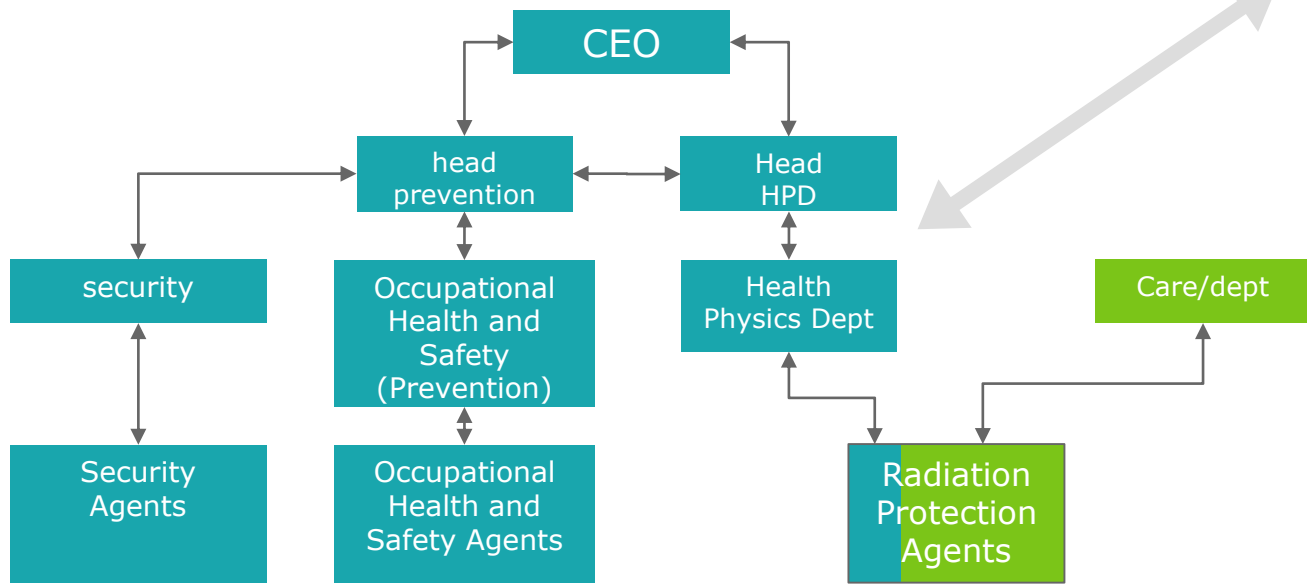 CEO
head
prevention
Head
HPD
security
Occupational
Health and
Safety
(Prevention)
Health
Physics Dept
Care/dept
Security
Agents
Occupational
Health and
Safety Agents
Radiation
Protection
Agents